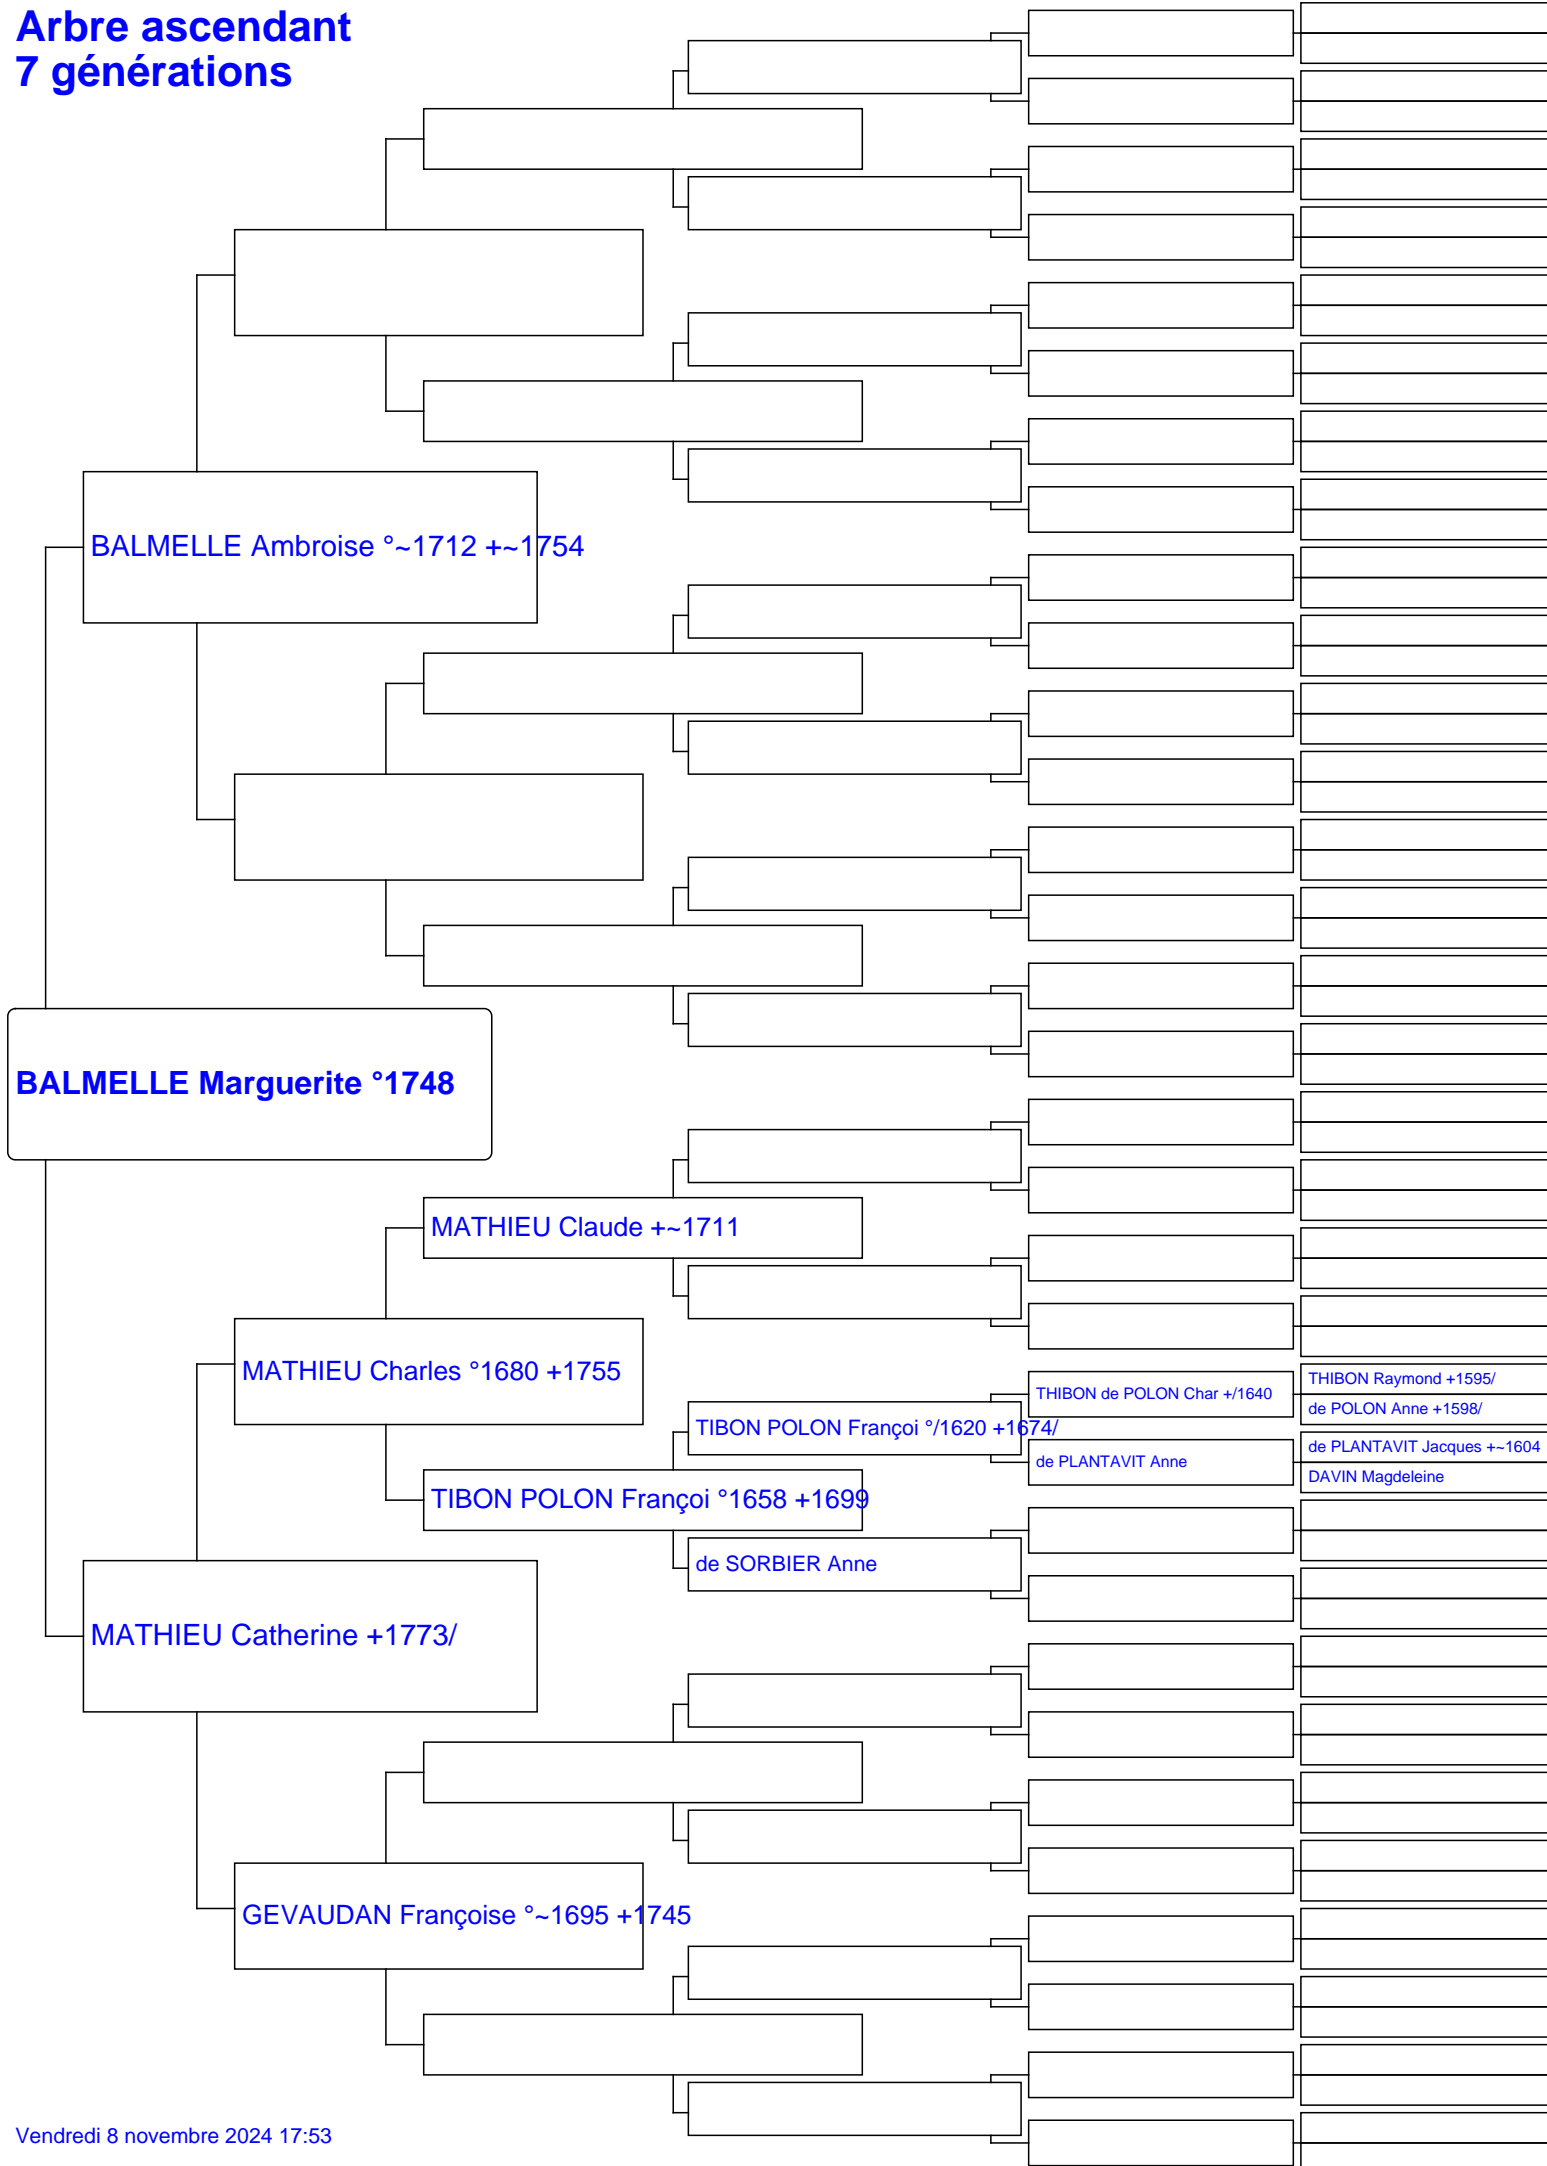 Arbre ascendant
7 générations
BALMELLE Ambroise °~1712 +~1754
BALMELLE Marguerite °1748
MATHIEU Claude +~1711
MATHIEU Charles °1680 +1755
THIBON de POLON Char +/1640
THIBON Raymond +1595/
de POLON Anne +1598/
TIBON POLON Françoi °/1620 +1674/
de PLANTAVIT Anne
de PLANTAVIT Jacques +~1604
DAVIN Magdeleine
TIBON POLON Françoi °1658 +1699
de SORBIER Anne
MATHIEU Catherine +1773/
GEVAUDAN Françoise °~1695 +1745
Vendredi 8 novembre 2024 17:53